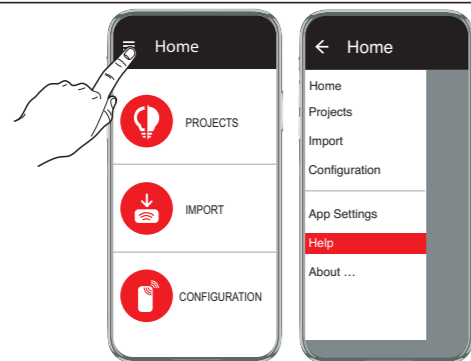 Home
PROJECTS
IMPORT
CONFIGURATION
Home
Home
Projects
Import
Configuration
App Settings
Help
About ...